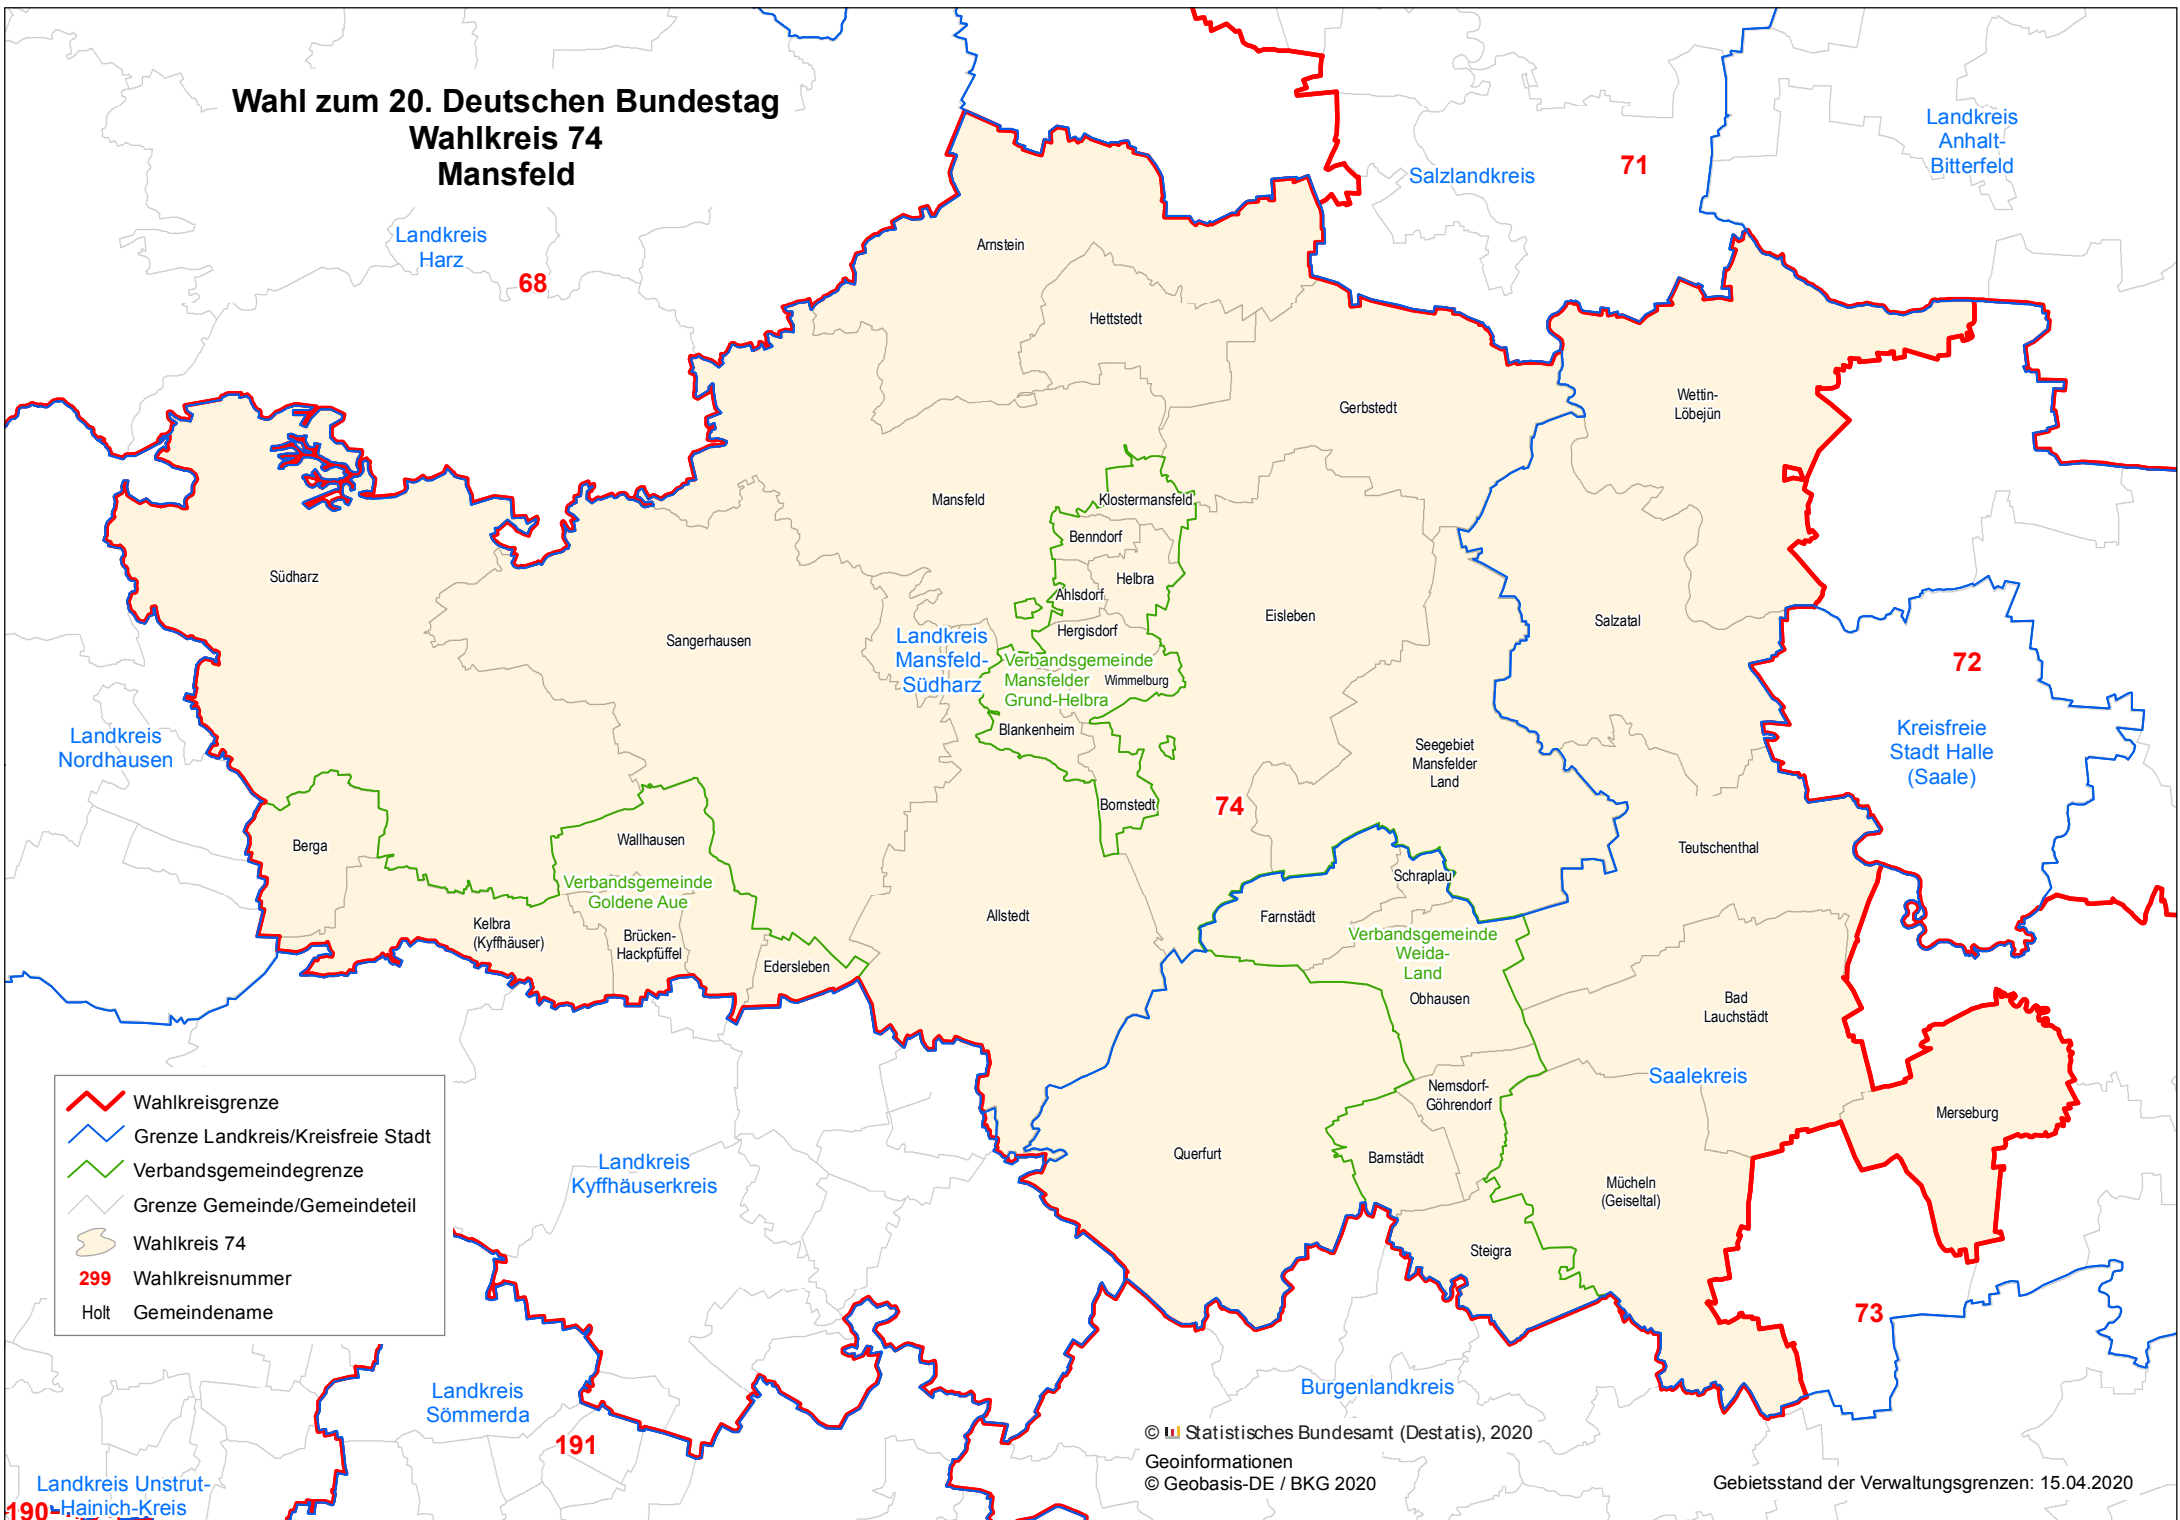 Wahl zum 20. Deutschen Bundestag
Wahlkreis 74
Mansfeld
Landkreis
Harz
68
Salzlandkreis
71
Landkreis
Anhalt-
Bitterfeld
Arnstein
Hettstedt
Gerbstedt
Wettin-
Löbejün
Mansfeld
Klostermansfeld
Benndorf
Helbra
Ahlsdorf
Hergisdorf
Südharz
Sangerhausen
Landkreis
Mansfeld-
Südharz
Verbandsgemeinde
Mansfelder
Grund-Helbra
Wimmelburg
Blankenheim
Bornstedt
Eisleben
Salzatal
72
Kreisfreie
Stadt Halle
(Saale)
Landkreis
Nordhausen
Seegebiet
Mansfelder
Land
74
Berga
Wallhausen
Verbandsgemeinde
Goldene Aue
Kelbra
(Kyffhäuser)
Brücken-
Hackpfüffel
Edersleben
Allstedt
Teutschenthal
Schraplau
Farnstädt
Verbandsgemeinde
Weida-
Land
Obhausen
Bad
Lauchstädt
Saalekreis
Nemsdorf-
Göhrendorf
Merseburg
Querfurt
Barnstädt
Mücheln
(Geiseltal)
Steigra
73
Landkreis
Kyffhäuserkreis
Wahlkreisgrenze
Grenze Landkreis/Kreisfreie Stadt
Verbandsgemeindegrenze
Grenze Gemeinde/Gemeindeteil
Wahlkreis 74
299 Wahlkreisnummer
Holt Gemeindename
Landkreis
Sömmerda
191
Burgenlandkreis
Landkreis Unstrut-
Hainich-Kreis
190
© Statistisches Bundesamt (Destatis), 2020
Geoinformationen
© Geobasis-DE / BKG 2020
Gebietsstand der Verwaltungsgrenzen: 15.04.2020